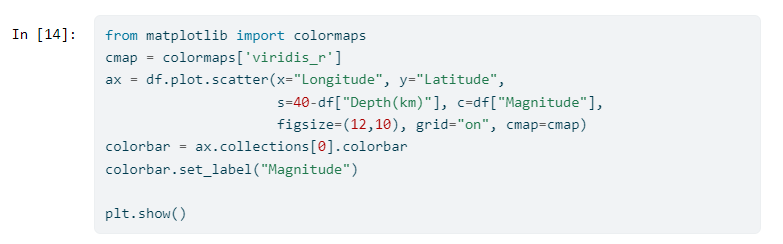 In [14]: from matplotlib import colormaps
cmap = colormaps['viridis_r']
ax = df.plot.scatter(x="Longitude", y="Latitude",
s=40-df["Depth(km)"], c=df["Magnitude"],
figsize=(12,10), grid="on", cmap=cmap)
colorbar = ax.collections[0].colorbar
colorbar.set_label("Magnitude")
plt.show()